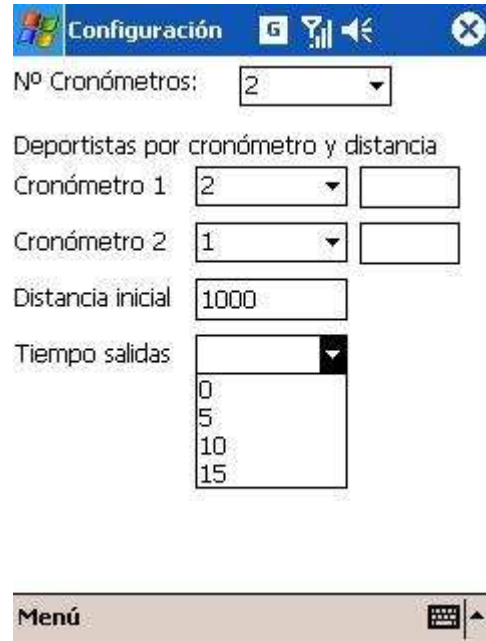 Configuración G
Nº Cronómetros: 2
Deportistas por cronómetro y distancia
Cronómetro 1 2
Cronómetro 2 1
Distancia inicial 1000
Tiempo salidas
0
5
10
15
Menú